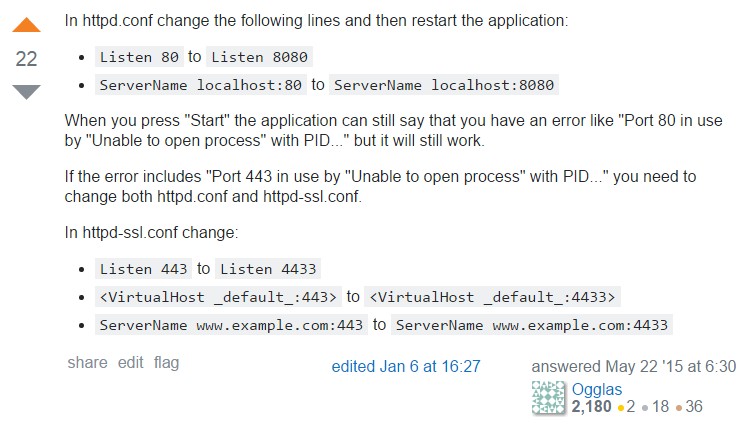 In httpd.conf change the following lines and then restart the application:
22
• Listen 80 to Listen 8080
• ServerName localhost:80 to ServerName localhost:8080
When you press "Start" the application can still say that you have an error like "Port 80 in use
by "Unable to open process" with PID..." but it will still work.
If the error includes "Port 443 in use by "Unable to open process" with PID..." you need to
change both httpd.conf and httpd-ssl.conf.
In httpd-ssl.conf change:
• Listen 443 to Listen 4433
• <VirtualHost _default_:443> to <VirtualHost _default_:4433>
• ServerName www.example.com:443 to ServerName www.example.com:4433
share edit flag
edited Jan 6 at 16:27
answered May 22 '15 at 6:30
Ogglas
2,180 ●2 ●18 ●36